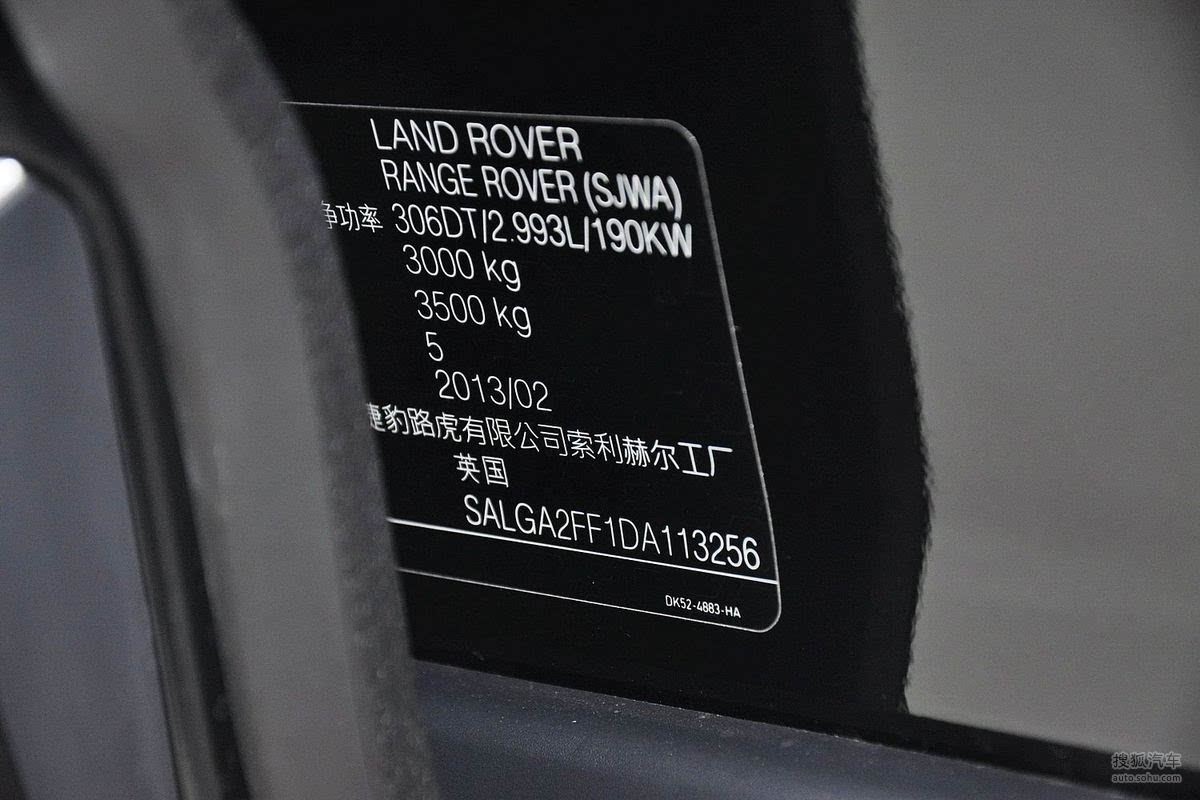 LAND ROVER
RANGE ROVER (SJWA)
净功率 306DT/2.993L/190KW
3000 kg
3500 kg
5
2013/02
捷豹路虎有限公司索利赫尔工厂
英国
SALGA2FF1DA113256
DK52-4883-HA
搜狐汽车
auto.sohu.com